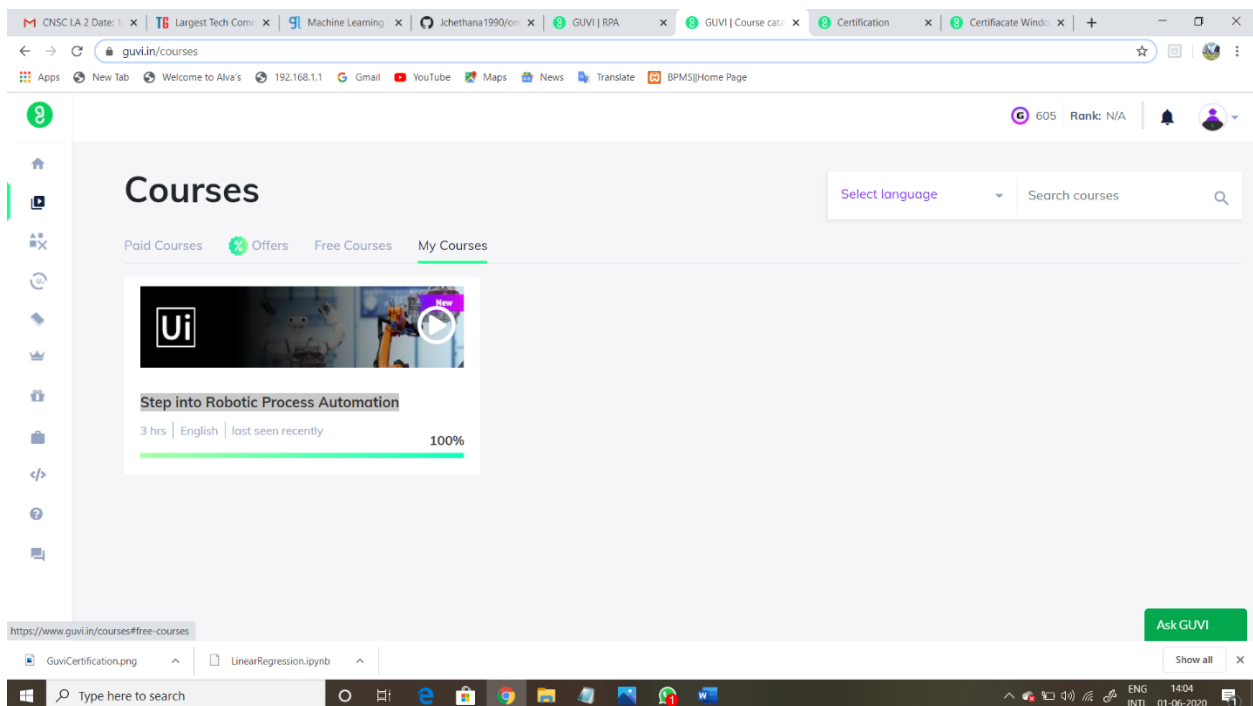 CNSC I.A 2 Date: 1
Largest Tech Comm
Machine Learning
Jchethana1990/on
GUVI | RPA
GUVI | Course cata
Certification
Certifiacate Windo
guvi.in/courses
Apps
New Tab
Welcome to Alva's
192.168.1.1
Gmail
YouTube
Maps
News
Translate
BPMS||Home Page
G 605 Rank: N/A
Courses
Select language
Search courses
Paid Courses
Offers
Free Courses
My Courses
New
Ui
Step into Robotic Process Automation
3 hrs | English | last seen recently
100%
https://www.guvi.in/courses#free-courses
Ask GUVI
GuviCertification.png
LinearRegression.ipynb
Show all
Type here to search
ENG
INTL
14:04
01-06-2020